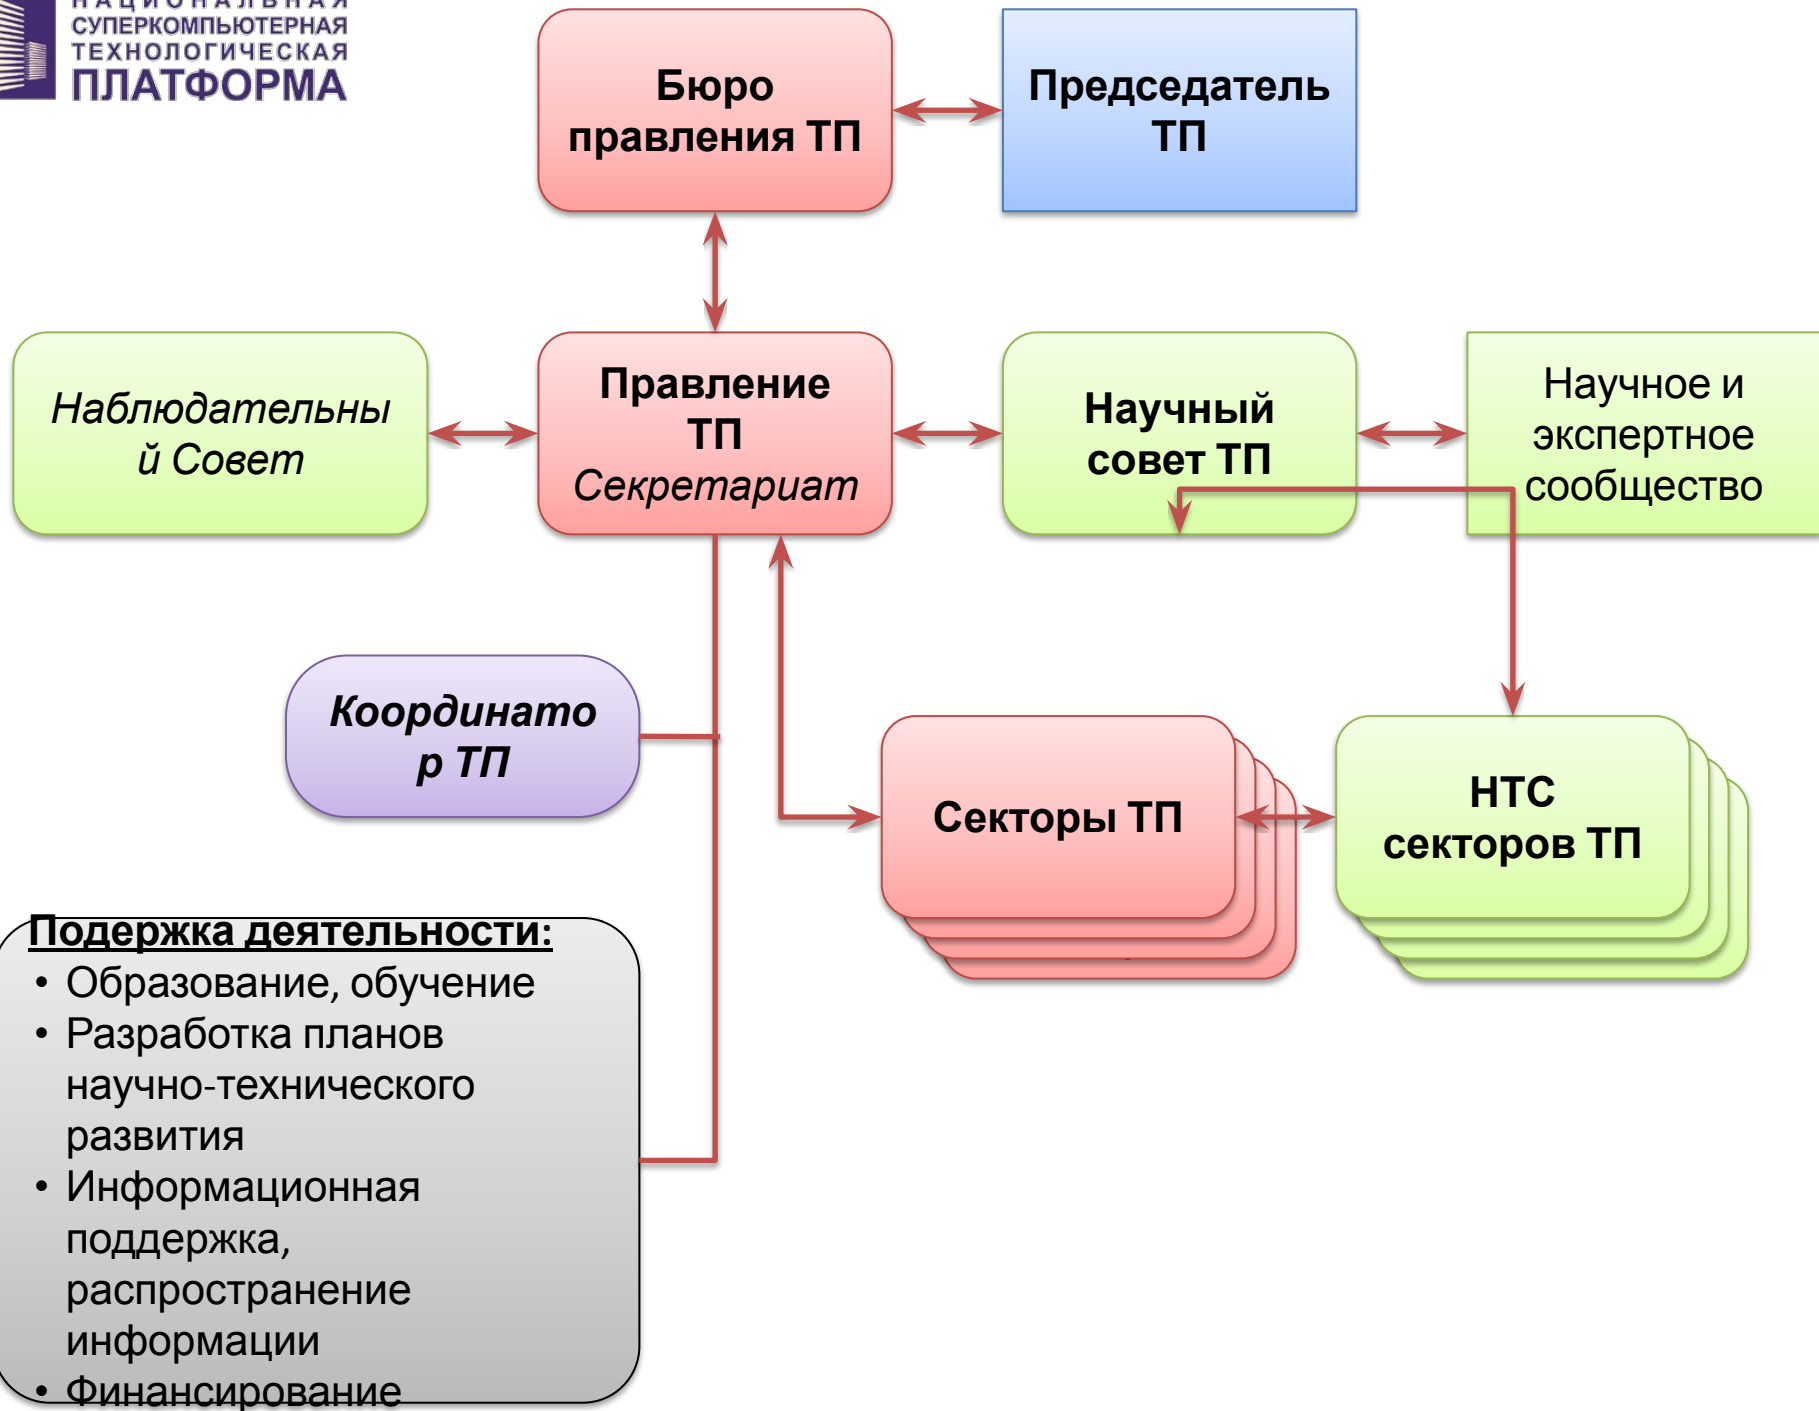 НАЦИОНАЛЬНАЯ
СУПЕРКОМПЬЮТЕРНАЯ
ТЕХНОЛОГИЧЕСКАЯ
ПЛАТФОРМА
Бюро
правления ТП
Председатель
ТП
Наблюдательны
й Совет
Правление
ТП
Секретариат
Научный
совет ТП
Научное и
экспертное
сообщество
Координато
р ТП
Секторы ТП
НТС
секторов ТП
Подержка деятельности:
• Образование, обучение
• Разработка планов
научно-технического
развития
• Информационная
поддержка,
распространение
информации
• Финансирование